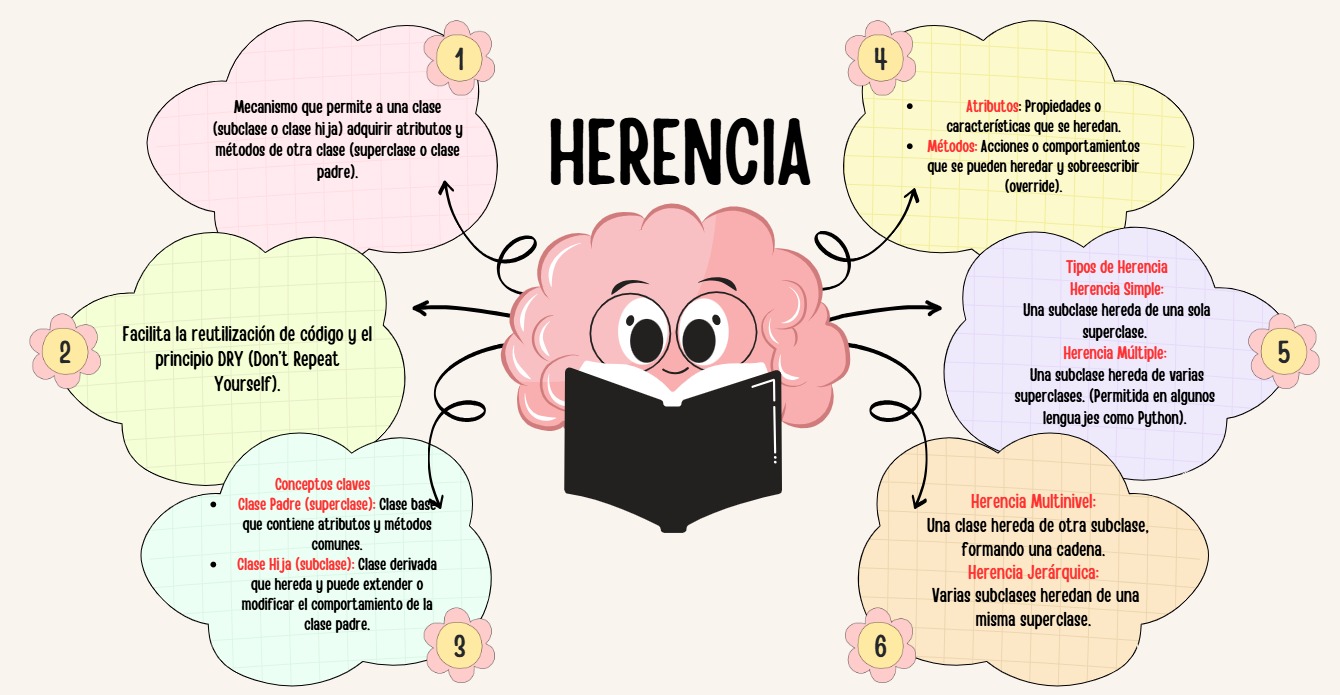 HERENCIA
1
Mecanismo que permite a una clase
(subclase o clase hija) adquirir atributos y
métodos de otra clase (superclase o clase
padre).
2
Facilita la reutilización de código y el
principio DRY (Don't Repeat
Yourself).
3
Conceptos claves
• Clase Padre (superclase): Clase base
que contiene atributos y métodos
comunes.
• Clase Hija (subclase): Clase derivada
que hereda y puede extender o
modificar el comportamiento de la
clase padre.
4
• Atributos: Propiedades o
características que se heredan.
• Métodos: Acciones o comportamientos
que se pueden heredar y sobreescribir
(override).
5
Tipos de Herencia
Herencia Simple:
Una subclase hereda de una sola
superclase.
Herencia Múltiple:
Una subclase hereda de varias
superclases. (Permitida en algunos
lenguajes como Python).
6
Herencia Multinivel:
Una clase hereda de otra subclase,
formando una cadena.
Herencia Jerárquica:
Varias subclases heredan de una
misma superclase.